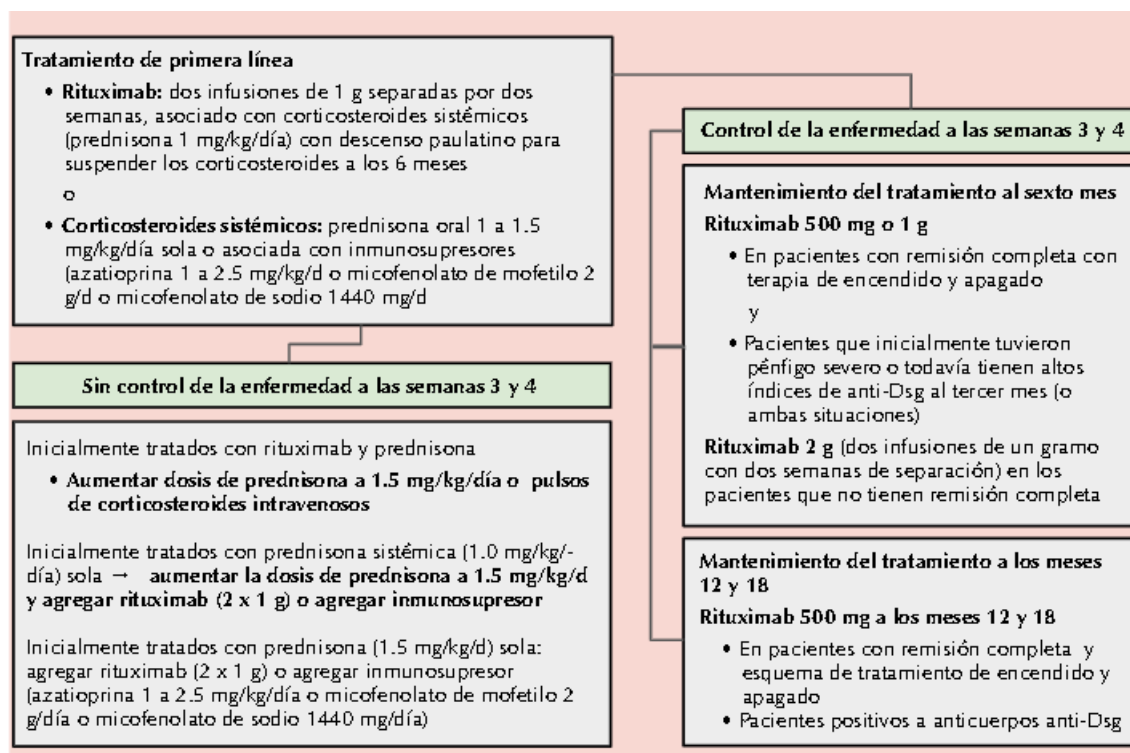 Tratamiento de primera línea
• Rituximab: dos infusiones de 1 g separadas por dos
semanas, asociado con corticosteroides sistémicos
(prednisona 1 mg/kg/día) con descenso paulatino para
suspender los corticosteroides a los 6 meses
o
• Corticosteroides sistémicos: prednisona oral 1 a 1.5
mg/kg/día sola o asociada con inmunosupresores
(azatioprina 1 a 2.5 mg/kg/d o micofenolato de mofetilo 2
g/d o micofenolato de sodio 1440 mg/d
Sin control de la enfermedad a las semanas 3 y 4
Inicialmente tratados con rituximab y prednisona
• Aumentar dosis de prednisona a 1.5 mg/kg/día o pulsos
de corticosteroides intravenosos
Inicialmente tratados con prednisona sistémica (1.0 mg/kg/-
día) sola → aumentar la dosis de prednisona a 1.5 mg/kg/d
y agregar rituximab (2 x 1 g) o agregar inmunosupresor
Inicialmente tratados con prednisona (1.5 mg/kg/d) sola:
agregar rituximab (2 x 1 g) o agregar inmunosupresor
(azatioprina 1 a 2.5 mg/kg/día o micofenolato de mofetilo 2
g/día o micofenolato de sodio 1440 mg/día)
Control de la enfermedad a las semanas 3 y 4
Mantenimiento del tratamiento al sexto mes
Rituximab 500 mg o 1 g
• En pacientes con remisión completa con
terapia de encendido y apagado
y
• Pacientes que inicialmente tuvieron
pénfigo severo o todavía tienen altos
índices de anti-Dsg al tercer mes (o
ambas situaciones)
Rituximab 2 g (dos infusiones de un gramo
con dos semanas de separación) en los
pacientes que no tienen remisión completa
Mantenimiento del tratamiento a los meses
12 y 18
Rituximab 500 mg a los meses 12 y 18
• En pacientes con remisión completa y
esquema de tratamiento de encendido y
apagado
• Pacientes positivos a anticuerpos anti-Dsg